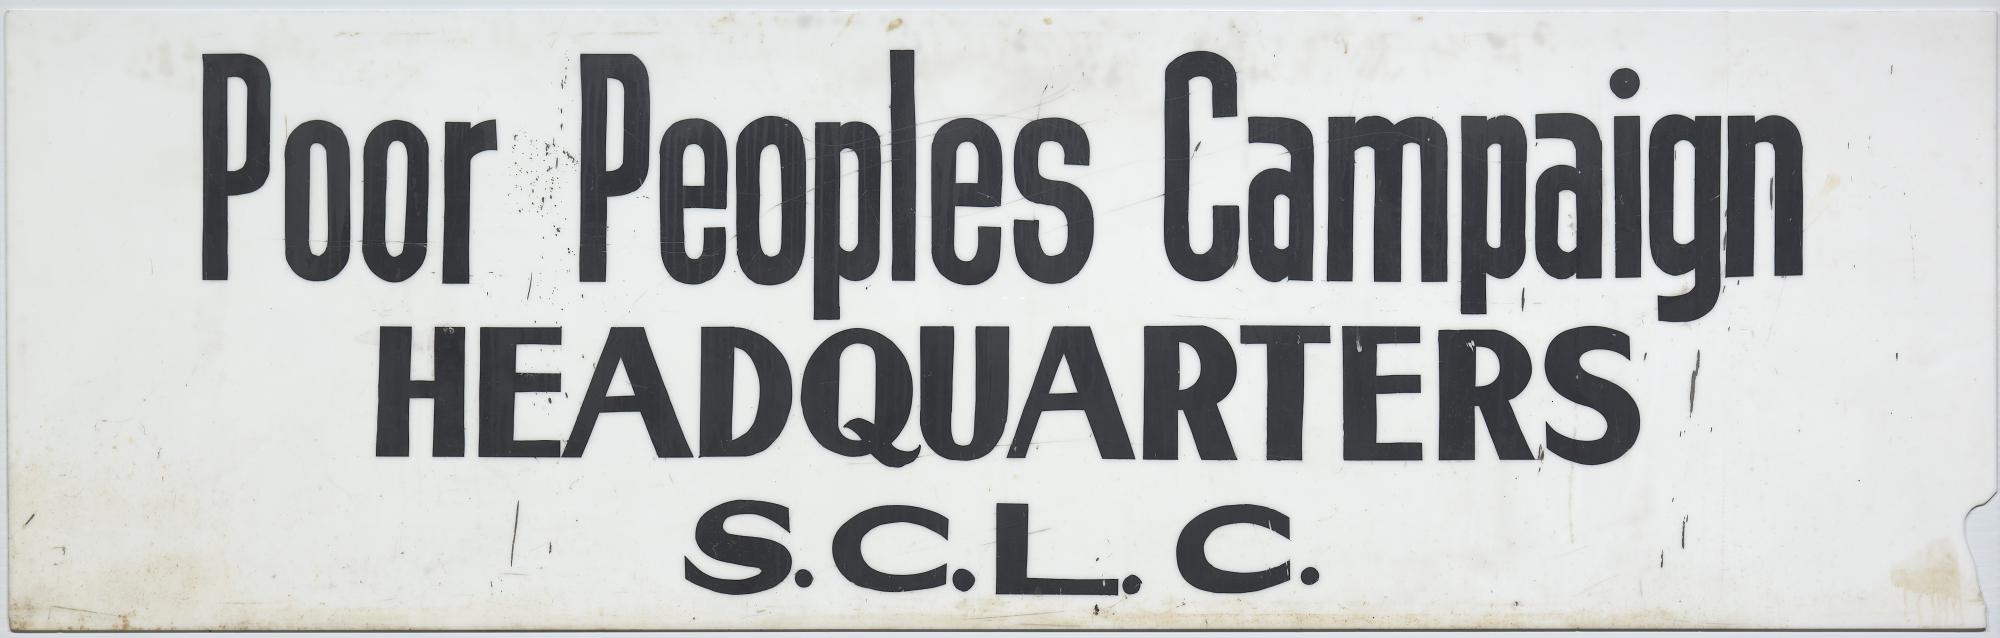 Poor Peoples Campaign
HEADQUARTERS
S.C.L.C.